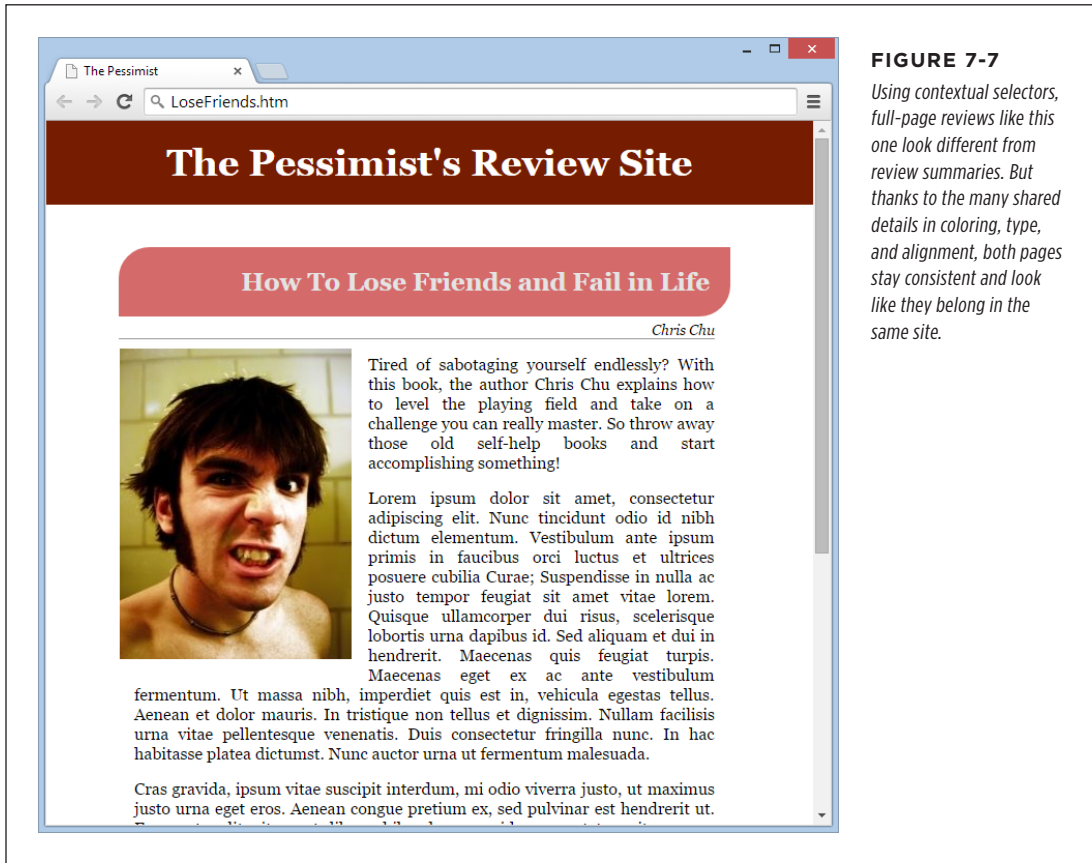 The Pessimist
LoseFriends.htm
The Pessimist's Review Site
How To Lose Friends and Fail in Life
Chris Chu
Tired of sabotaging yourself endlessly? With
this book, the author Chris Chu explains how
to level the playing field and take on a
challenge you can really master. So throw away
those old self-help books and start
accomplishing something!
Lorem ipsum dolor sit amet, consectetur
adipiscing elit. Nunc tincidunt odio id nibh
dictum elementum. Vestibulum ante ipsum
primis in faucibus orci luctus et ultrices
posuere cubilia Curae; Suspendisse in nulla ac
justo tempor feugiat sit amet vitae lorem.
Quisque ullamcorper dui risus, scelerisque
lobortis urna dapibus id. Sed aliquam et dui in
hendrerit. Maecenas quis feugiat turpis.
Maecenas eget ex ac ante vestibulum
fermentum. Ut massa nibh, imperdiet quis est in, vehicula egestas tellus.
Aenean et dolor mauris. In tristique non tellus et dignissim. Nullam facilisis
urna vitae pellentesque venenatis. Duis consectetur fringilla nunc. In hac
habitasse platea dictumst. Nunc auctor urna ut fermentum malesuada.
Cras gravida, ipsum vitae suscipit interdum, mi odio viverra justo, ut maximus
justo urna eget eros. Aenean congue pretium ex, sed pulvinar est hendrerit ut.
FIGURE 7-7
Using contextual selectors,
full-page reviews like this
one look different from
review summaries. But
thanks to the many shared
details in coloring, type,
and alignment, both pages
stay consistent and look
like they belong in the
same site.